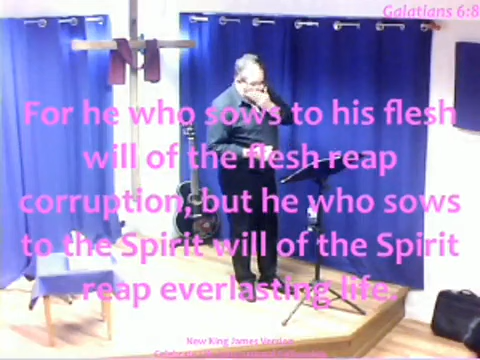 Galatians 6:8
For he who sows to his flesh
will of the flesh reap
corruption, but he who sows
to the Spirit will of the Spirit
reap everlasting life.
New King James Version